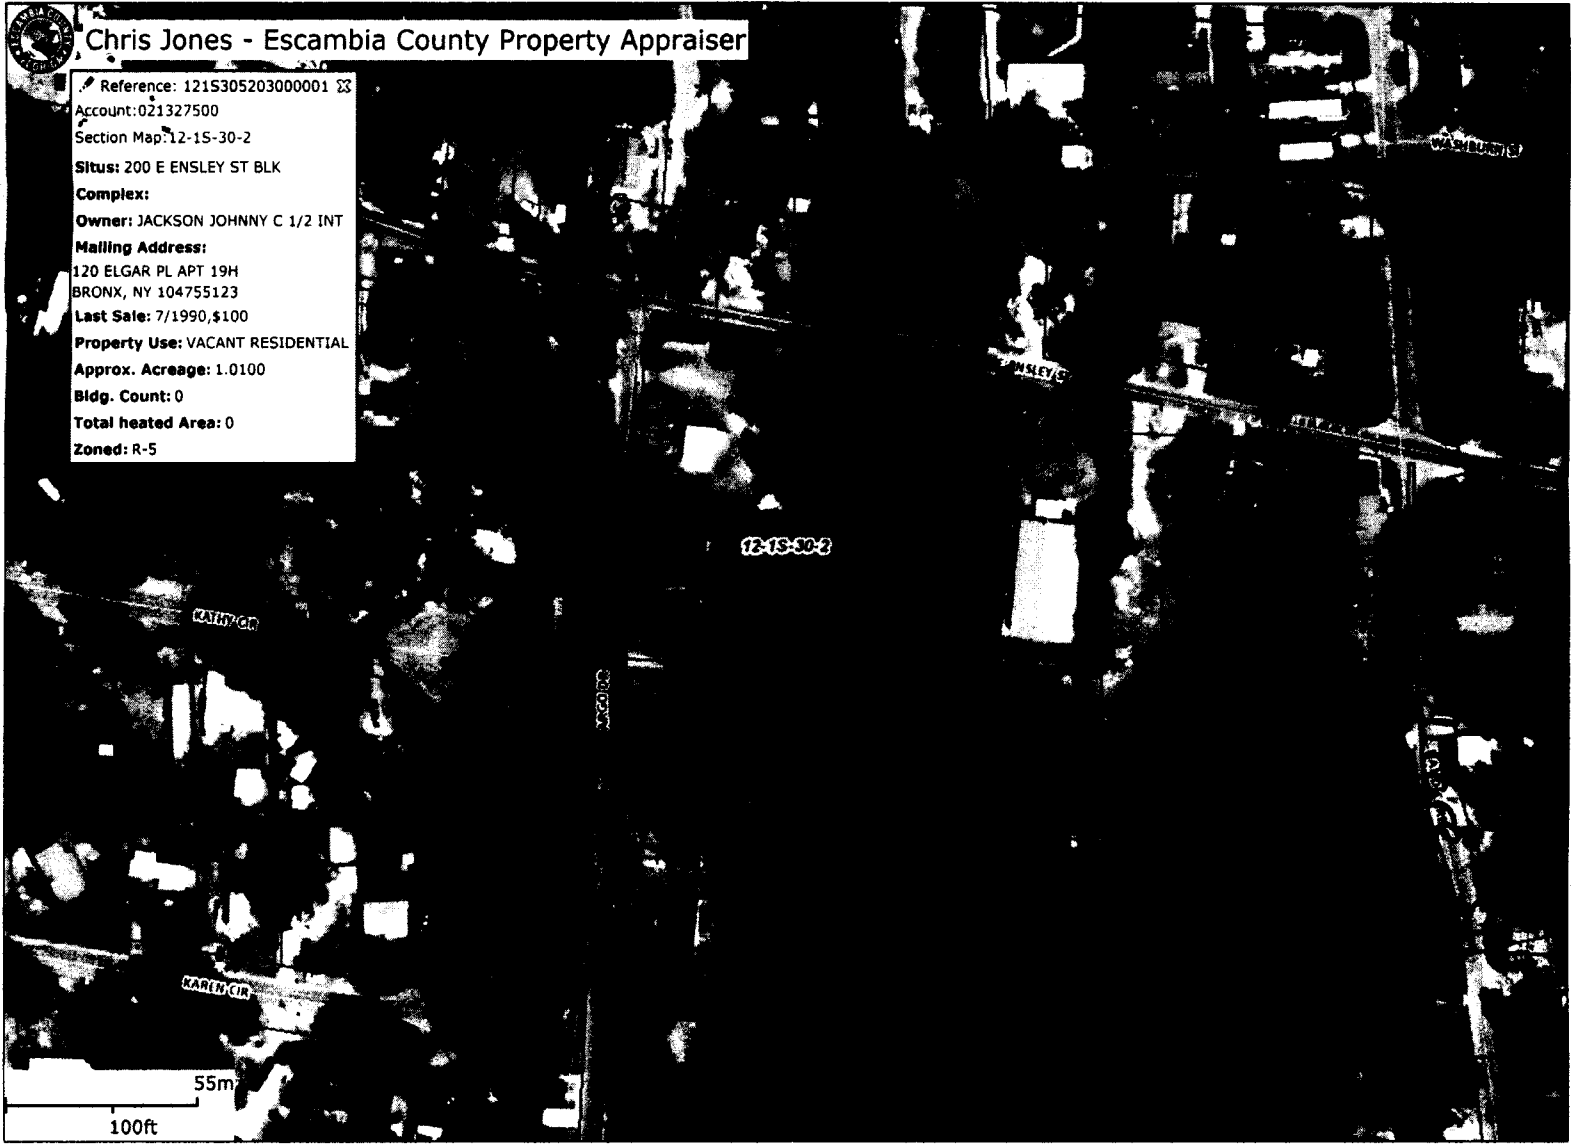 Chris Jones - Escambia County Property Appraiser
Reference: 121S305203000001
Account:021327500
Section Map:12-1S-30-2
Situs: 200 E ENSLEY ST BLK
Complex:
Owner: JACKSON JOHNNY C 1/2 INT
Mailing Address:
120 ELGAR PL APT 19H
BRONX, NY 104755123
Last Sale: 7/1990,$100
Property Use: VACANT RESIDENTIAL
Approx. Acreage: 1.0100
Bldg. Count: 0
Total heated Area: 0
Zoned: R-5
WASHBURN ST
ENSLEY S
12-1S-30-2
KATHY CIR
KAREN CIR
55m
100ft